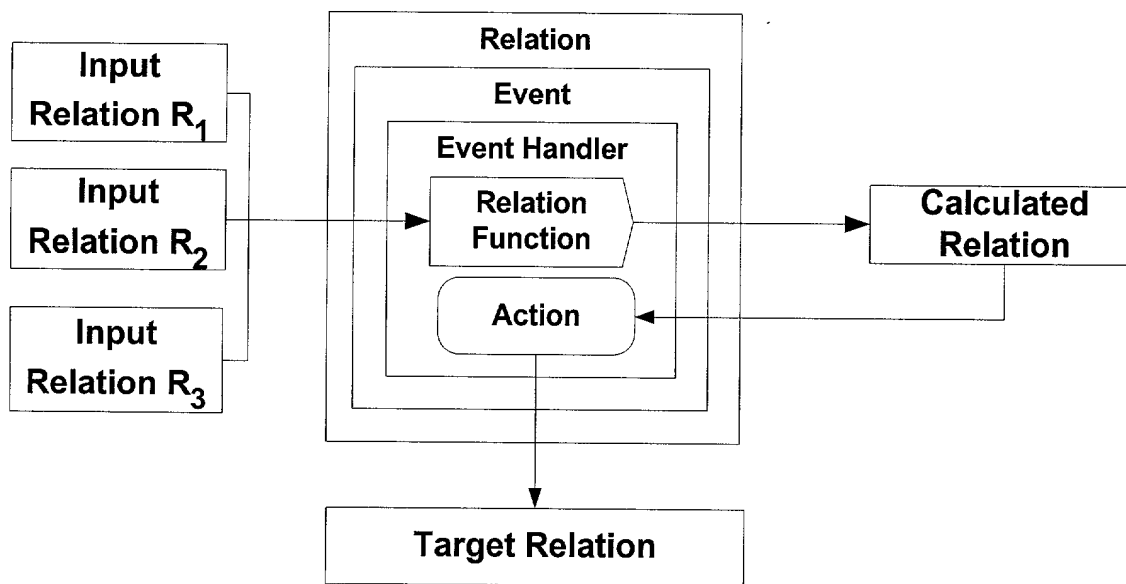 Input
Relation R1
Input
Relation R2
Input
Relation R3
Relation
Event
Event Handler
Relation
Function
Action
Calculated
Relation
Target Relation